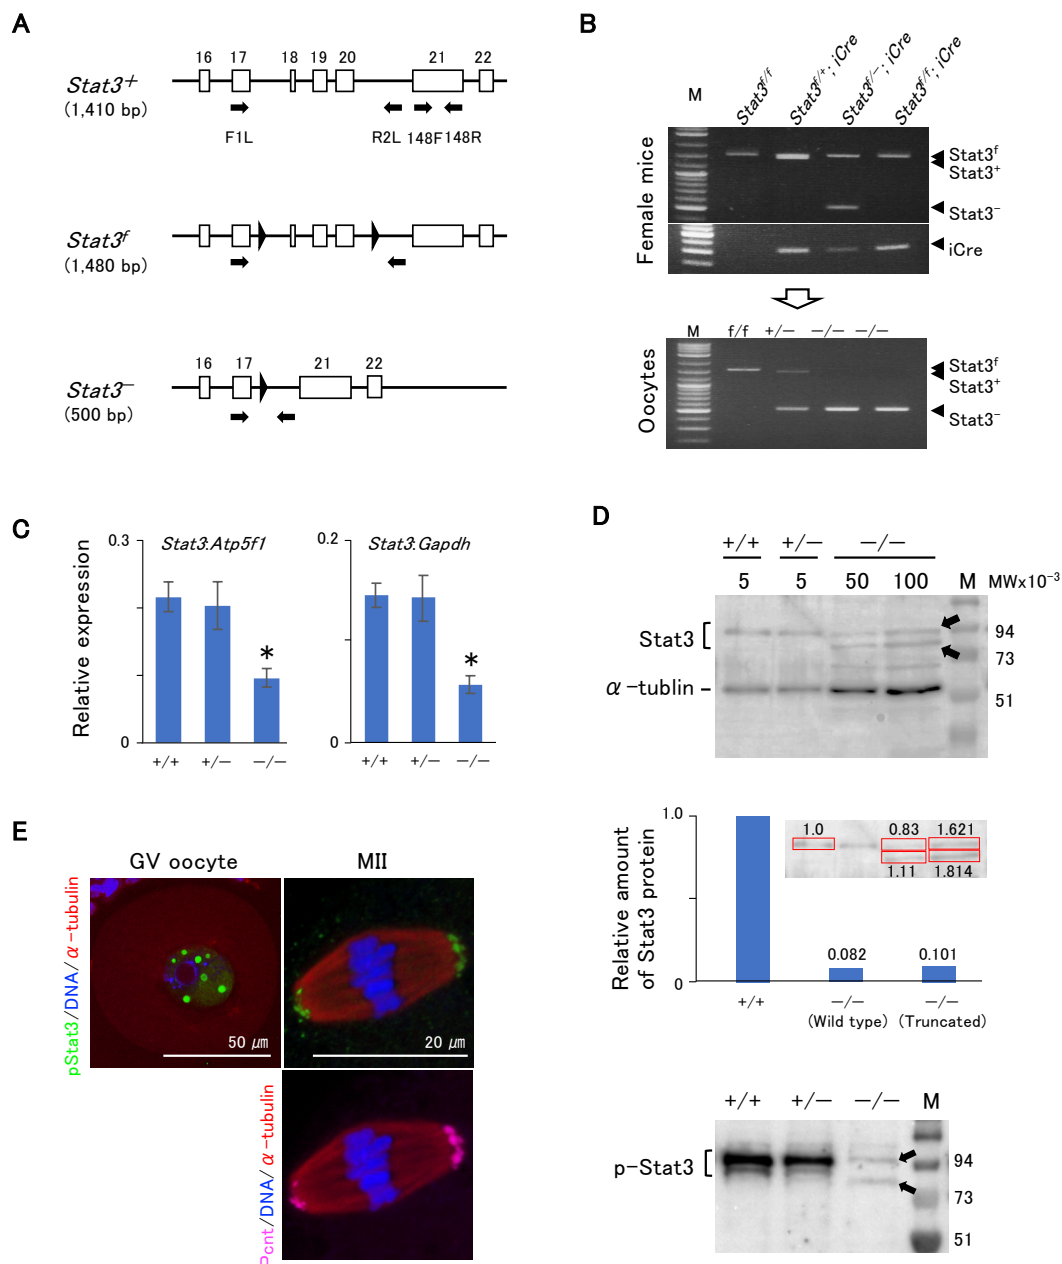 A
16 17 18 19 20 21 22
Stat3+
(1,410 bp)
F1L R2L 148F 148R
Stat3f
(1,480 bp)
16 17 21 22
Stat3−
(500 bp)
B
M Stat3f/f Stat3f/+; iCre Stat3f/−; iCre Stat3f/f; iCre
Female mice
Stat3f
Stat3+
Stat3−
iCre
M f/f +/− −/− −/−
Oocytes
Stat3f
Stat3+
Stat3−
C
Relative expression
0.3
Stat3:Atp5f1
*
0
+/+ +/− −/−
0.2
Stat3:Gapdh
*
0
+/+ +/− −/−
D
+/+ +/− −/−
5 5 50 100 M MWx10−3
Stat3
α-tublin
94
73
51
Relative amount
of Stat3 protein
1.0
0
1.0 0.83 1.621
1.11 1.814
0.082 0.101
+/+ −/− −/−
(Wild type) (Truncated)
+/+ +/− −/− M
p-Stat3
94
73
51
E
GV oocyte MII
pStat3/DNA/α-tubulin
50 µm
20 µm
Pcnt/DNA/α-tubulin